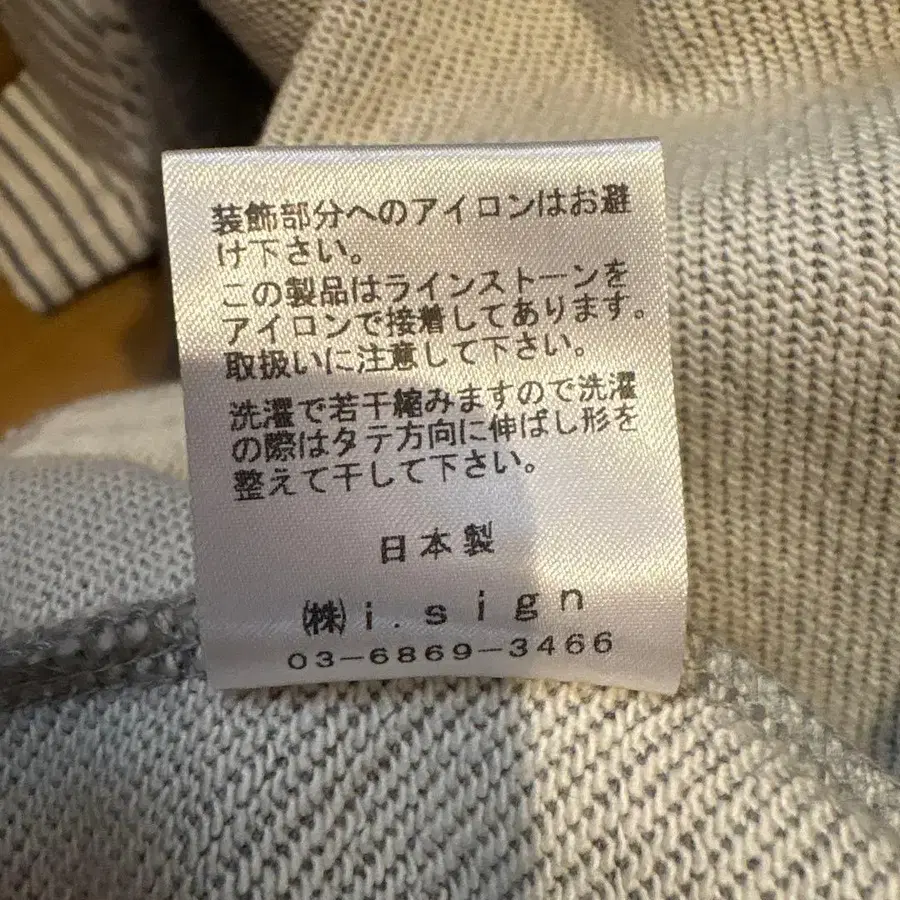 装飾部分へのアイロンはお避
け下さい。
この製品はラインストーンを
アイロンで接着してあります。
取扱いに注意して下さい。
洗濯で若干縮みますので洗濯
の際はタテ方向に伸ばし形を
整えて干して下さい。
日本製
㈱i.sign
03-6869-3466